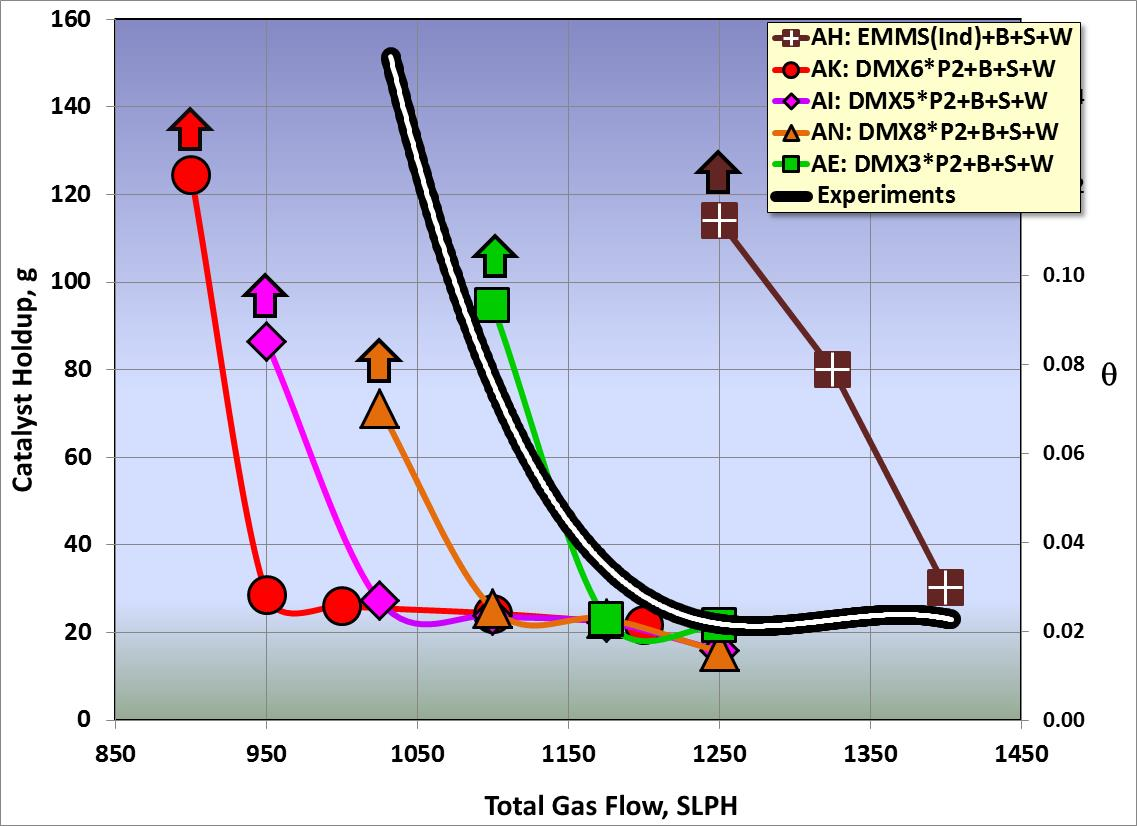 160
140
120
100
80
60
40
20
0
Catalyst Holdup, g
AH: EMMS(Ind)+B+S+W
AK: DMX6*P2+B+S+W
AI: DMX5*P2+B+S+W
AN: DMX8*P2+B+S+W
AE: DMX3*P2+B+S+W
Experiments
0.10
0.08
0.06
0.04
0.02
0.00
θ
850 950 1050 1150 1250 1350 1450
Total Gas Flow, SLPH